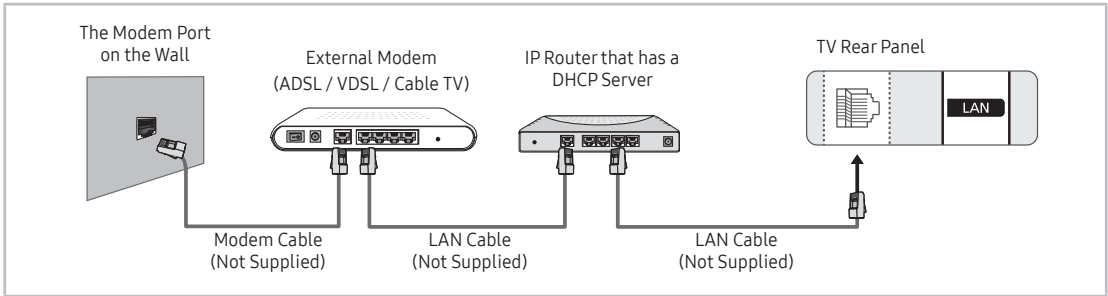 The Modem Port
on the Wall
External Modem
(ADSL / VDSL / Cable TV)
IP Router that has a
DHCP Server
TV Rear Panel
LAN
Modem Cable
(Not Supplied)
LAN Cable
(Not Supplied)
LAN Cable
(Not Supplied)